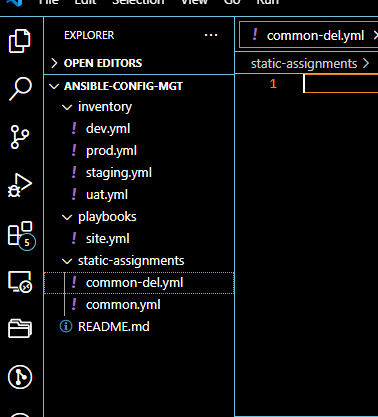 File Edit Selection View Go Run
EXPLORER ...
OPEN EDITORS
ANSIBLE-CONFIG-MGT
inventory
! dev.yml
! prod.yml
! staging.yml
! uat.yml
playbooks
! site.yml
static-assignments
! common-del.yml
! common.yml
README.md
5
! common-del.yml
static-assignments >
1